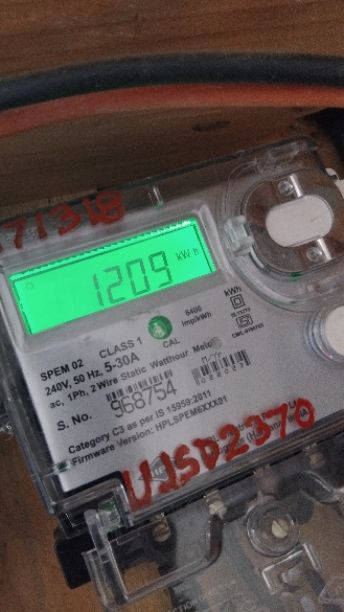 71318
1209 kWh
kWh
6400
imp/kWh
SPEM 02 CLASS 1 CAL
240V, 50 Hz, 5-30A
ac, 1Ph, 2 Wire Static Watthour Meter
S. No. 968754
Category C3 as per IS 15959:2011
Firmware Version: HPLSPEM6XXX01
UJSD2370